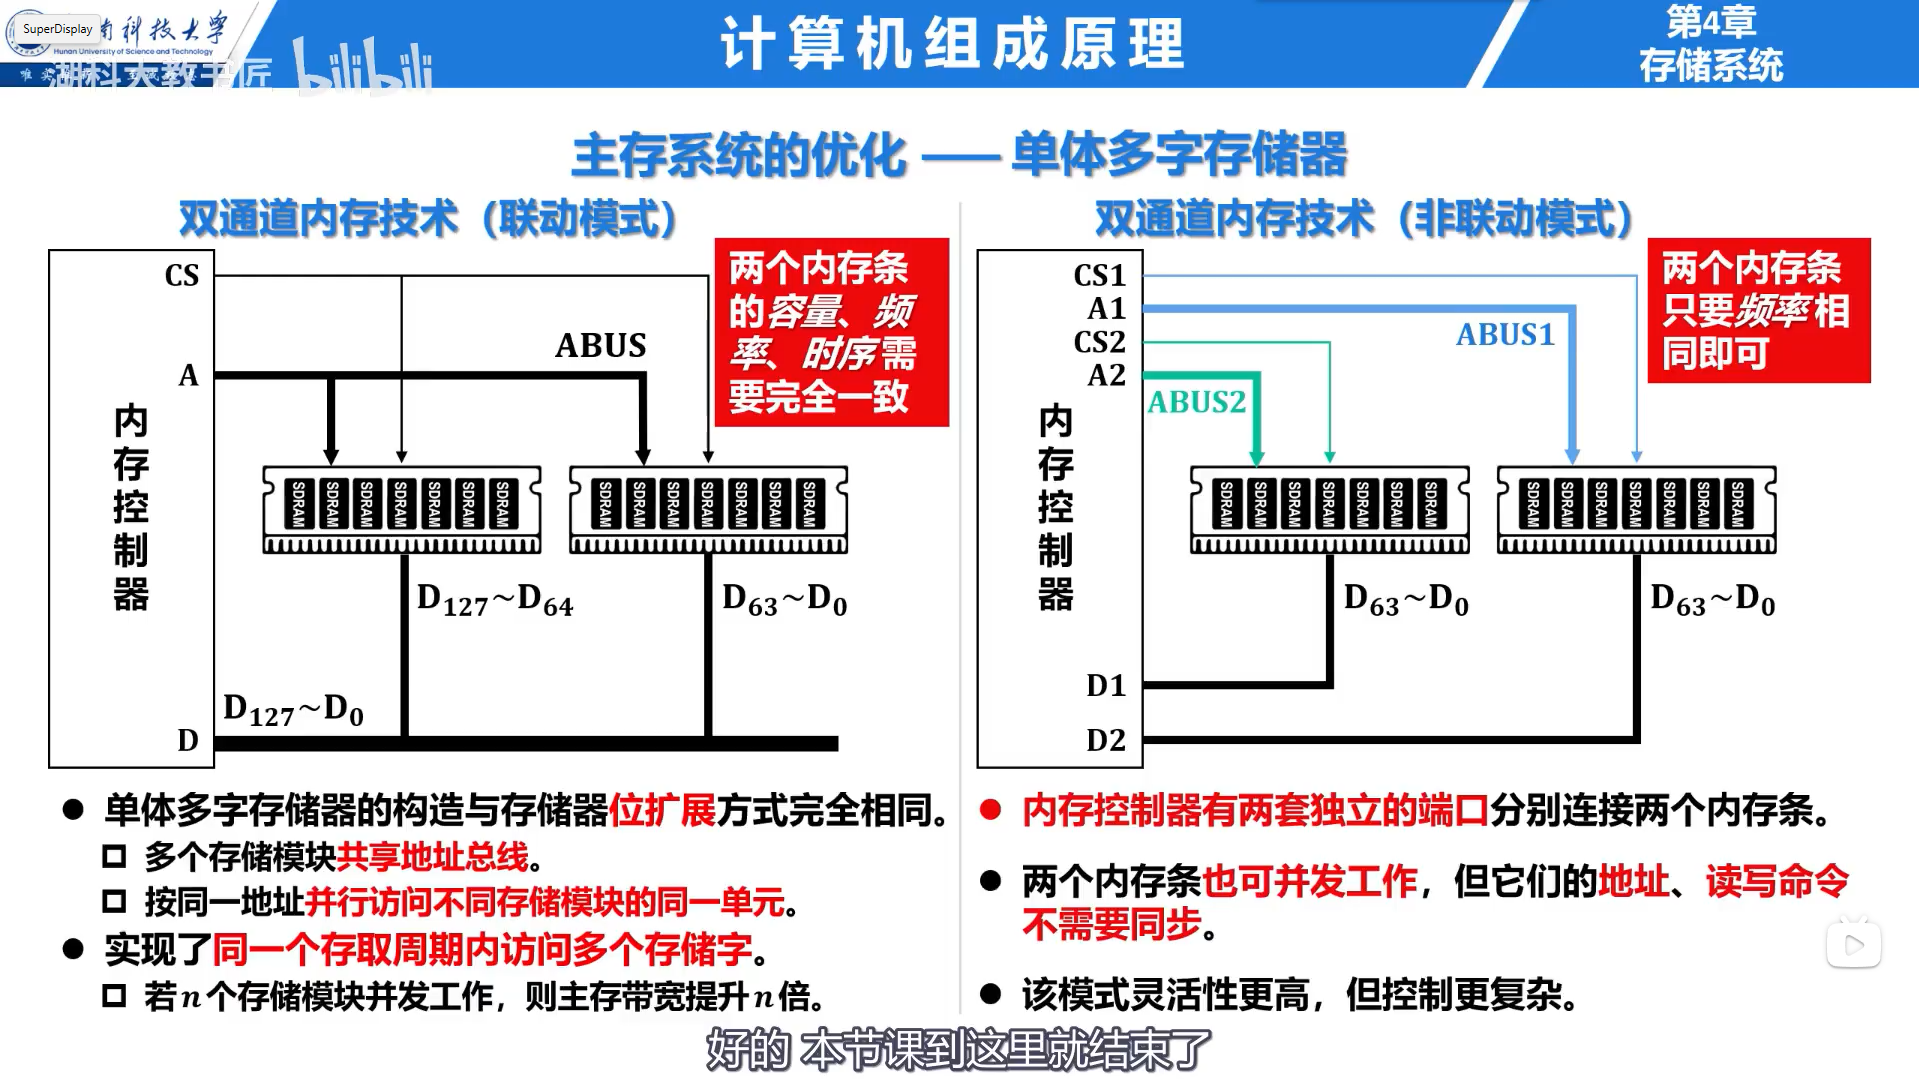 SuperDisplay
南科技大学
Hunan University of Science and Technology
湖科大教书匠
bilibili
计算机组成原理
第4章
存储系统
主存系统的优化 —— 单体多字存储器
双通道内存技术（联动模式）
CS
A
ABUS
内存控制器
两个内存条
的容量、频
率、时序需
要完全一致
SDRAM SDRAM SDRAM SDRAM SDRAM SDRAM SDRAM
SDRAM SDRAM SDRAM SDRAM SDRAM SDRAM SDRAM
D127~D64
D63~D0
D127~D0
D
单体多字存储器的构造与存储器位扩展方式完全相同。
多个存储模块共享地址总线。
按同一地址并行访问不同存储模块的同一单元。
实现了同一个存取周期内访问多个存储字。
若n个存储模块并发工作，则主存带宽提升n倍。
双通道内存技术（非联动模式）
CS1
A1
CS2
A2
ABUS1
ABUS2
内存控制器
两个内存条
只要频率相
同即可
SDRAM SDRAM SDRAM SDRAM SDRAM SDRAM SDRAM
SDRAM SDRAM SDRAM SDRAM SDRAM SDRAM SDRAM
D63~D0
D63~D0
D1
D2
内存控制器有两套独立的端口分别连接两个内存条。
两个内存条也可并发工作，但它们的地址、读写命令
不需要同步。
该模式灵活性更高，但控制更复杂。
好的 本节课到这里就结束了